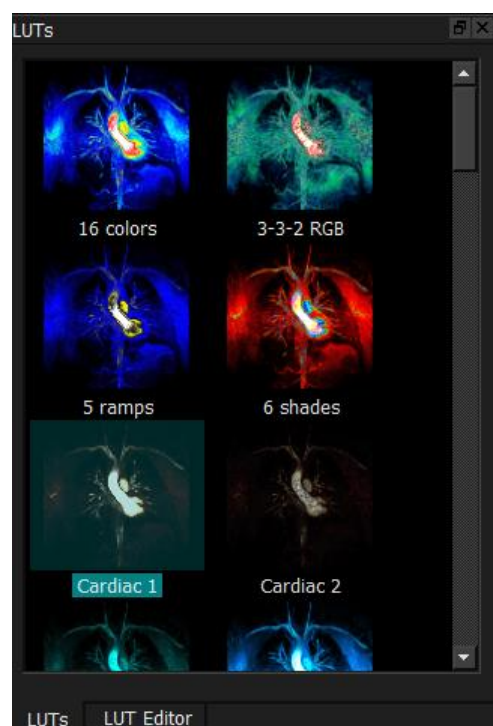 LUTs
16 colors
3-3-2 RGB
5 ramps
6 shades
Cardiac 1
Cardiac 2
LUTs
LUT Editor